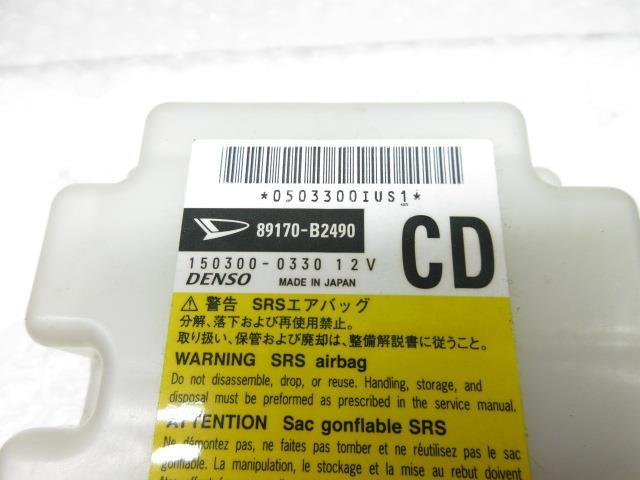 *0503300IUS1*
89170-B2490
CD
150300-0330 12V
DENSO MADE IN JAPAN
⚠ 警告 SRSエアバッグ
分解、落下および再使用禁止。
取り扱い、保管および廃却は、整備解説書に従うこと。
WARNING SRS airbag
Do not disassemble, drop, or reuse. Handling, storage, and
disposal must be preformed as prescribed in the service manual.
ATTENTION Sac gonflable SRS
Ne démontez pas, ne faites pas tomber et ne réutilisez pas le sac
gonflable. La manipulation, le stockage et la mise au rebut doivent